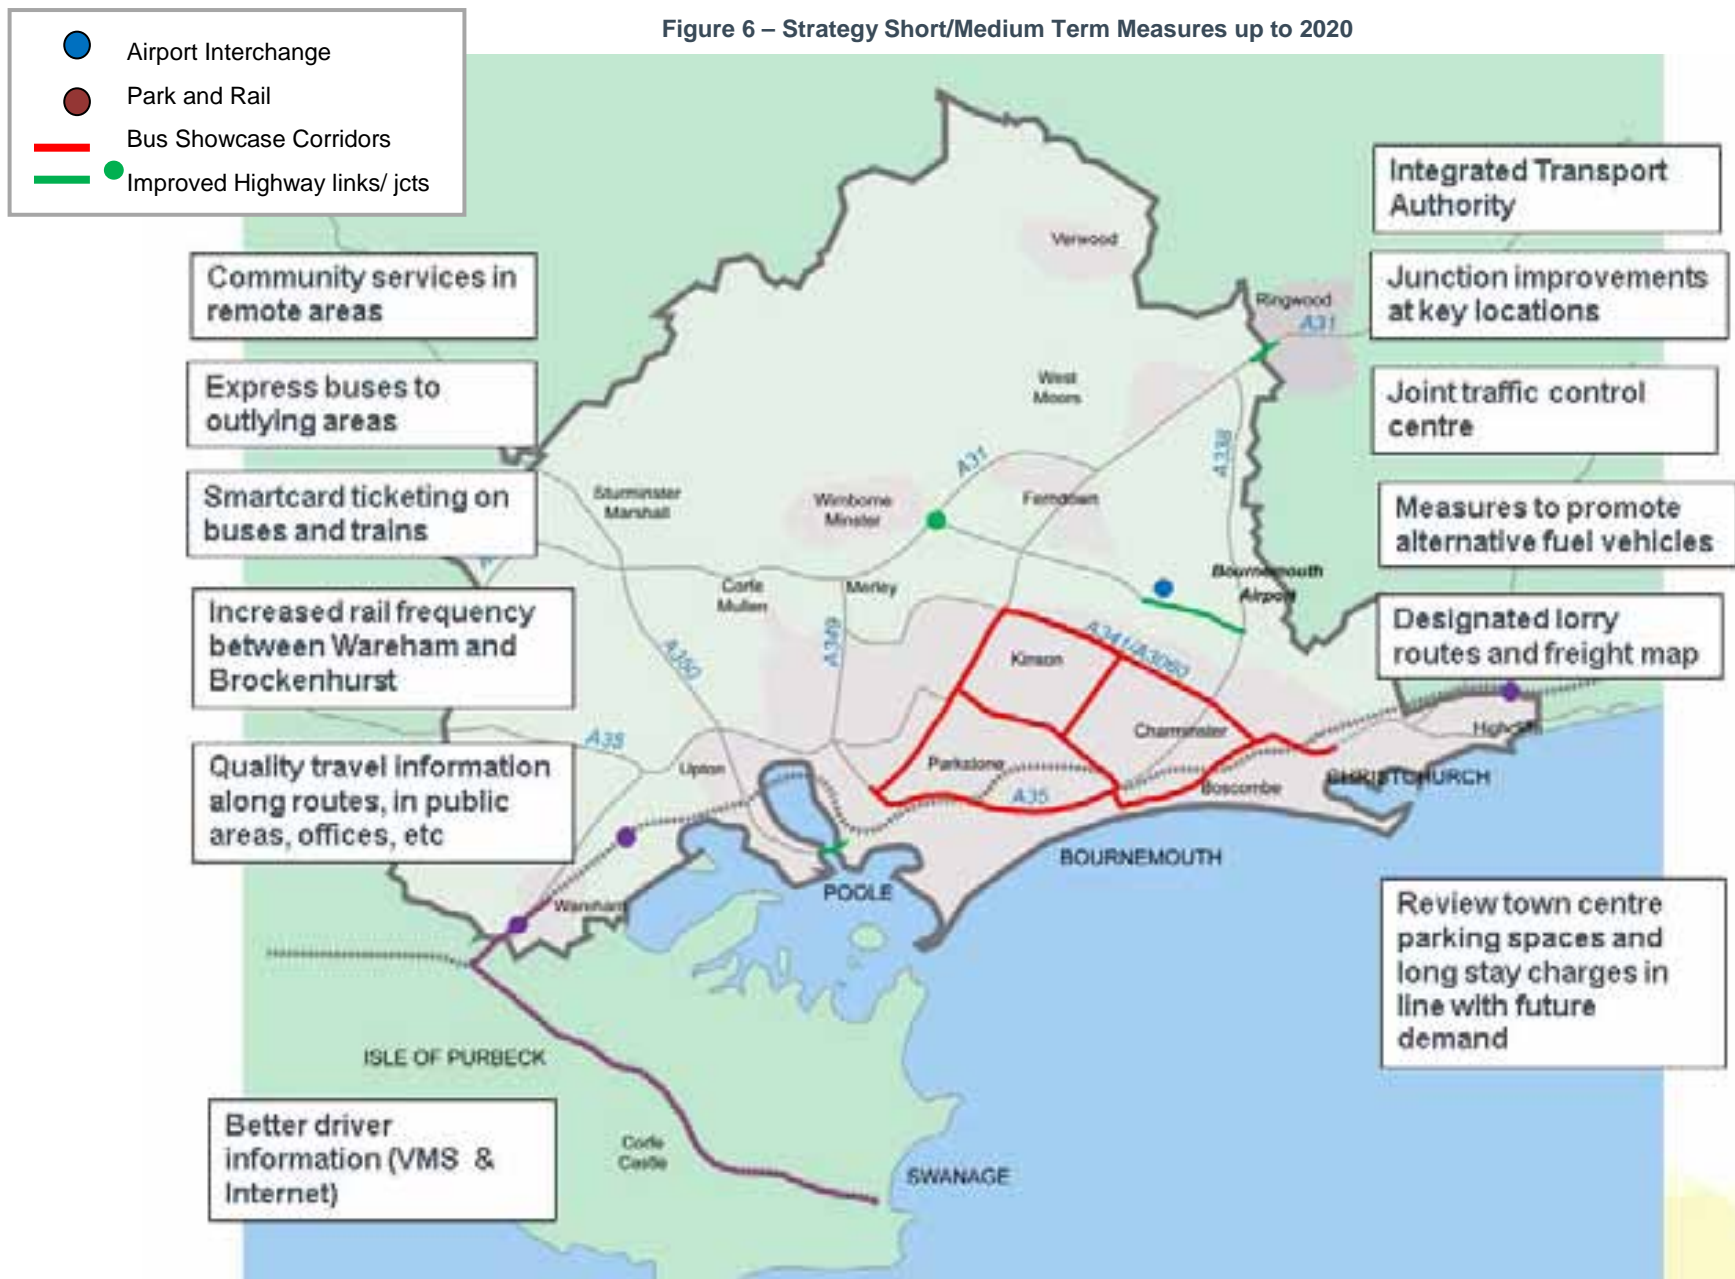 Figure 6 – Strategy Short/Medium Term Measures up to 2020
Airport Interchange
Park and Rail
Bus Showcase Corridors
Improved Highway links/ jcts
Community services in
remote areas
Express buses to
outlying areas
Smartcard ticketing on
buses and trains
Increased rail frequency
between Wareham and
Brockenhurst
Quality travel information
along routes, in public
areas, offices, etc
Better driver
information (VMS &
Internet)
Integrated Transport
Authority
Junction improvements
at key locations
Joint traffic control
centre
Measures to promote
alternative fuel vehicles
Designated lorry
routes and freight map
Review town centre
parking spaces and
long stay charges in
line with future
demand
Verwood
Ringwood
A31
West
Moors
A338
A31
Sturminster
Marshall
Wimborne
Minster
Ferndown
Bournemouth
Airport
Corfe
Mullen
Merley
A349
A350
A341/A3060
Kinson
Charminster
A35
Upton
Parkstone
A35
Boscombe
CHRISTCHURCH
BOURNEMOUTH
POOLE
Wareham
ISLE OF PURBECK
Corfe
Castle
SWANAGE